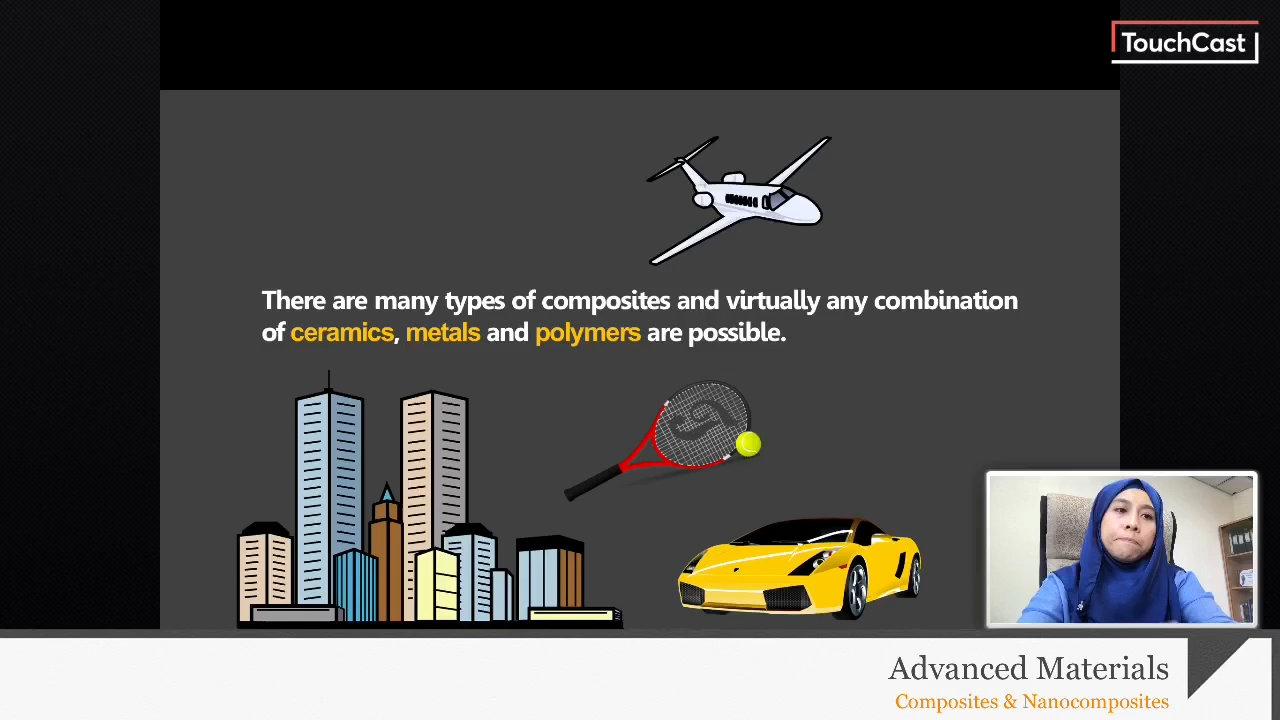 TouchCast
There are many types of composites and virtually any combination
of ceramics, metals and polymers are possible.
Advanced Materials
Composites & Nanocomposites